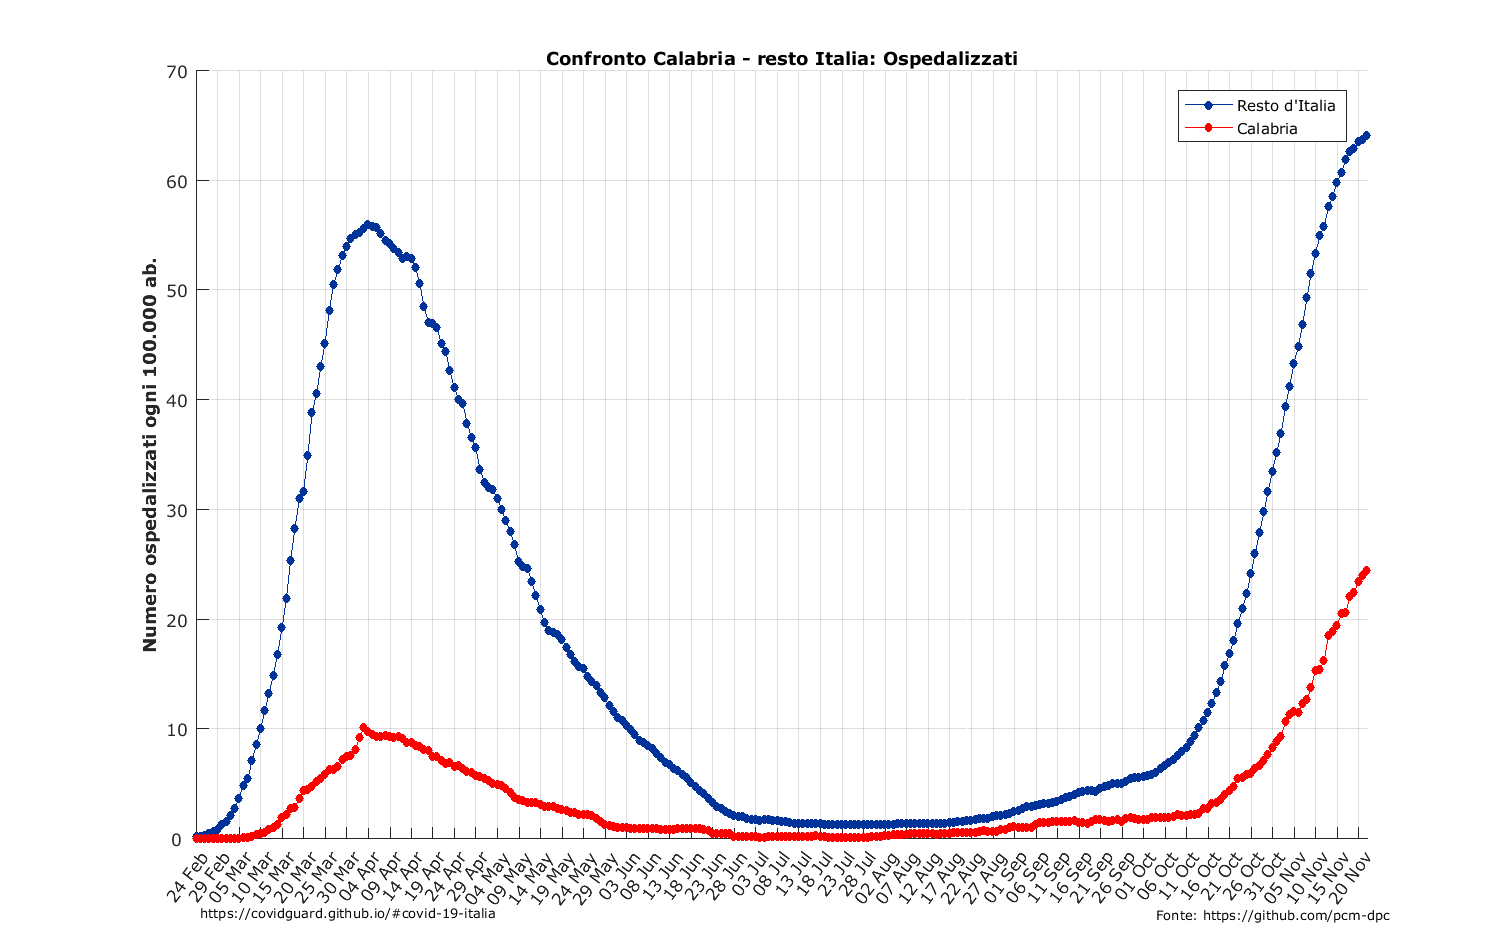 Confronto Calabria - resto Italia: Ospedalizzati
Numero ospedalizzati ogni 100.000 ab.
70
60
50
40
30
20
10
0
Resto d'Italia
Calabria
24 Feb
29 Feb
05 Mar
10 Mar
15 Mar
20 Mar
25 Mar
30 Mar
04 Apr
09 Apr
14 Apr
19 Apr
24 Apr
29 Apr
04 May
09 May
14 May
19 May
24 May
29 May
03 Jun
08 Jun
13 Jun
18 Jun
23 Jun
28 Jun
03 Jul
08 Jul
13 Jul
18 Jul
23 Jul
28 Jul
02 Aug
07 Aug
12 Aug
17 Aug
22 Aug
27 Aug
01 Sep
06 Sep
11 Sep
16 Sep
21 Sep
26 Sep
01 Oct
06 Oct
11 Oct
16 Oct
21 Oct
26 Oct
31 Oct
05 Nov
10 Nov
15 Nov
20 Nov
https://covidguard.github.io/#covid-19-italia
Fonte: https://github.com/pcm-dpc